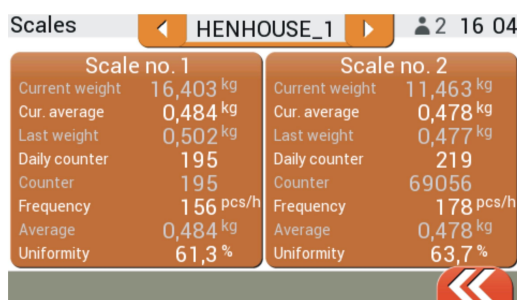 Scales HENHOUSE_1 2 16 04
Scale no. 1
Current weight 16,403 kg
Cur. average 0,484 kg
Last weight 0,502 kg
Daily counter 195
Counter 195
Frequency 156 pcs/h
Average 0,484 kg
Uniformity 61,3 %
Scale no. 2
Current weight 11,463 kg
Cur. average 0,478 kg
Last weight 0,477 kg
Daily counter 219
Counter 69056
Frequency 178 pcs/h
Average 0,478 kg
Uniformity 63,7 %